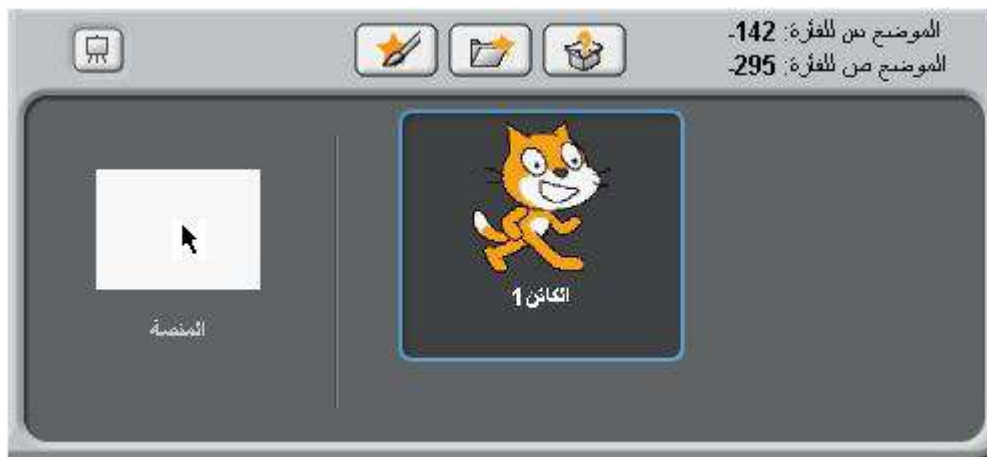 الموضع س للفأرة: 142-
الموضع ص للفأرة: 295-
الكائن1
المنصة